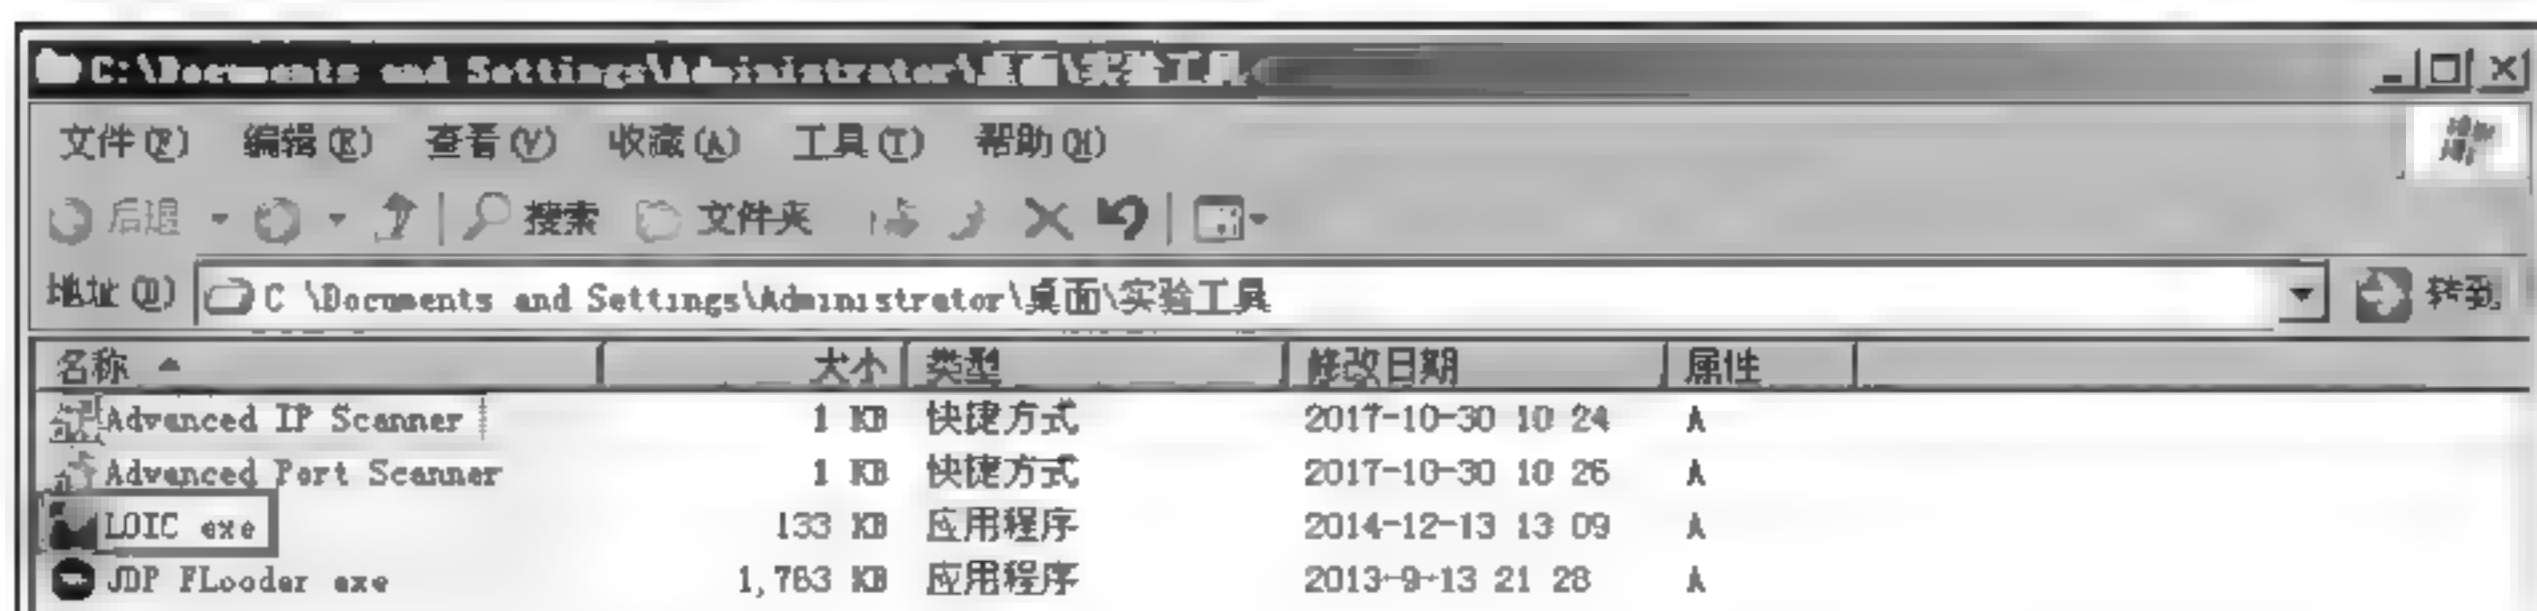 C:\Documents and Settings\Administrator\桌面\实验工具
文件(F) 编辑(E) 查看(V) 收藏(A) 工具(T) 帮助(H)
后退 搜索 文件夹
地址(D) C \Documents and Settings\Administrator\桌面\实验工具 转到
名称 大小 类型 修改日期 属性
Advanced IP Scanner 1 KB 快捷方式 2017-10-30 10 24 A
Advanced Port Scanner 1 KB 快捷方式 2017-10-30 10 26 A
LOIC exe 133 KB 应用程序 2014-12-13 13 09 A
UDP FLooder exe 1,763 KB 应用程序 2013-9-13 21 28 A